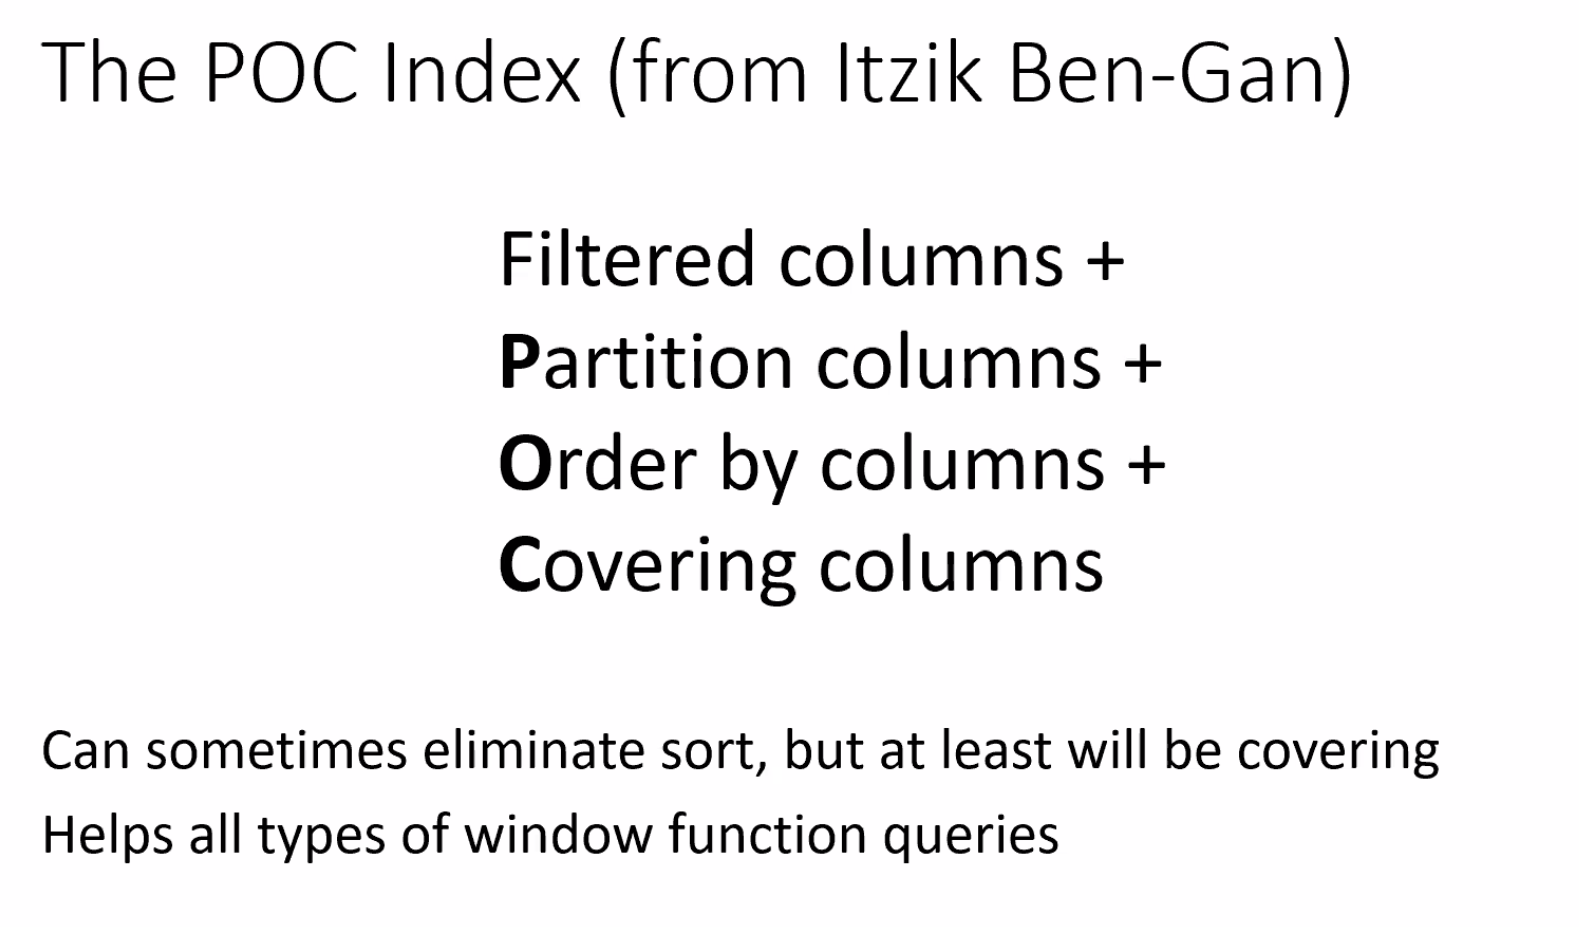 The POC Index (from Itzik Ben-Gan)
Filtered columns +
Partition columns +
Order by columns +
Covering columns
Can sometimes eliminate sort, but at least will be covering
Helps all types of window function queries